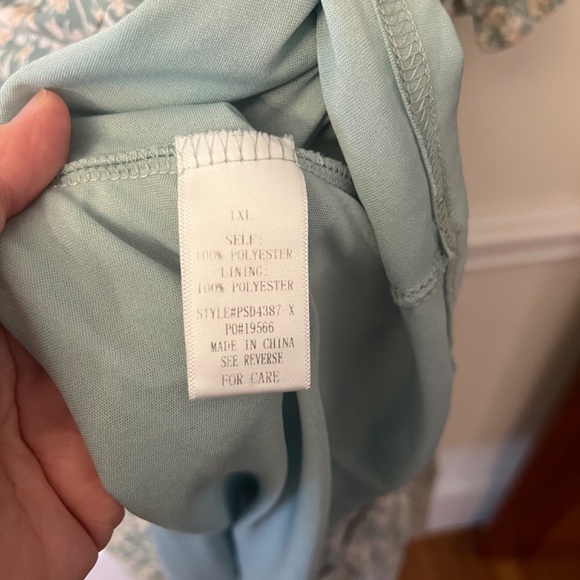 1XL
SELF:
100% POLYESTER
LINING:
100% POLYESTER
STYLE#PSD4387-X
PO#19566
MADE IN CHINA
SEE REVERSE
FOR CARE